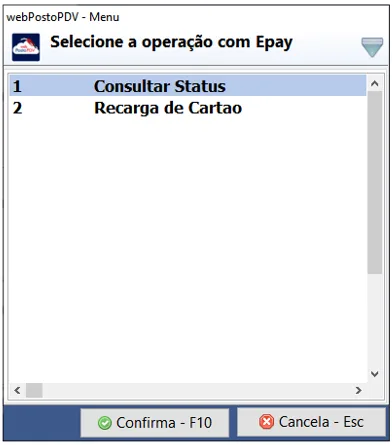 webPostoPDV - Menu
Selecione a operação com Epay
1 Consultar Status
2 Recarga de Cartao
Confirma - F10
Cancela - Esc